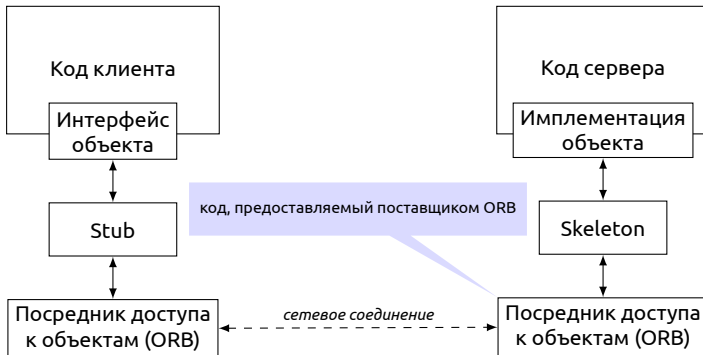 Код клиента
Код сервера
Интерфейс
объекта
Имплементация
объекта
код, предоставляемый поставщиком ORB
Stub
Skeleton
Посредник доступа
к объектам (ORB)
сетевое соединение
Посредник доступа
к объектам (ORB)